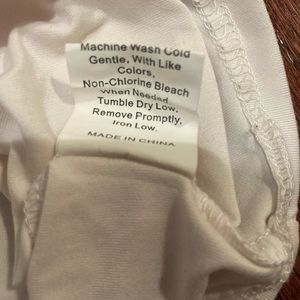 Machine Wash Cold
Gentle, With Like
Colors,
Non-Chlorine Bleach
When Needed,
Tumble Dry Low,
Remove Promptly,
Iron Low.
MADE IN CHINA